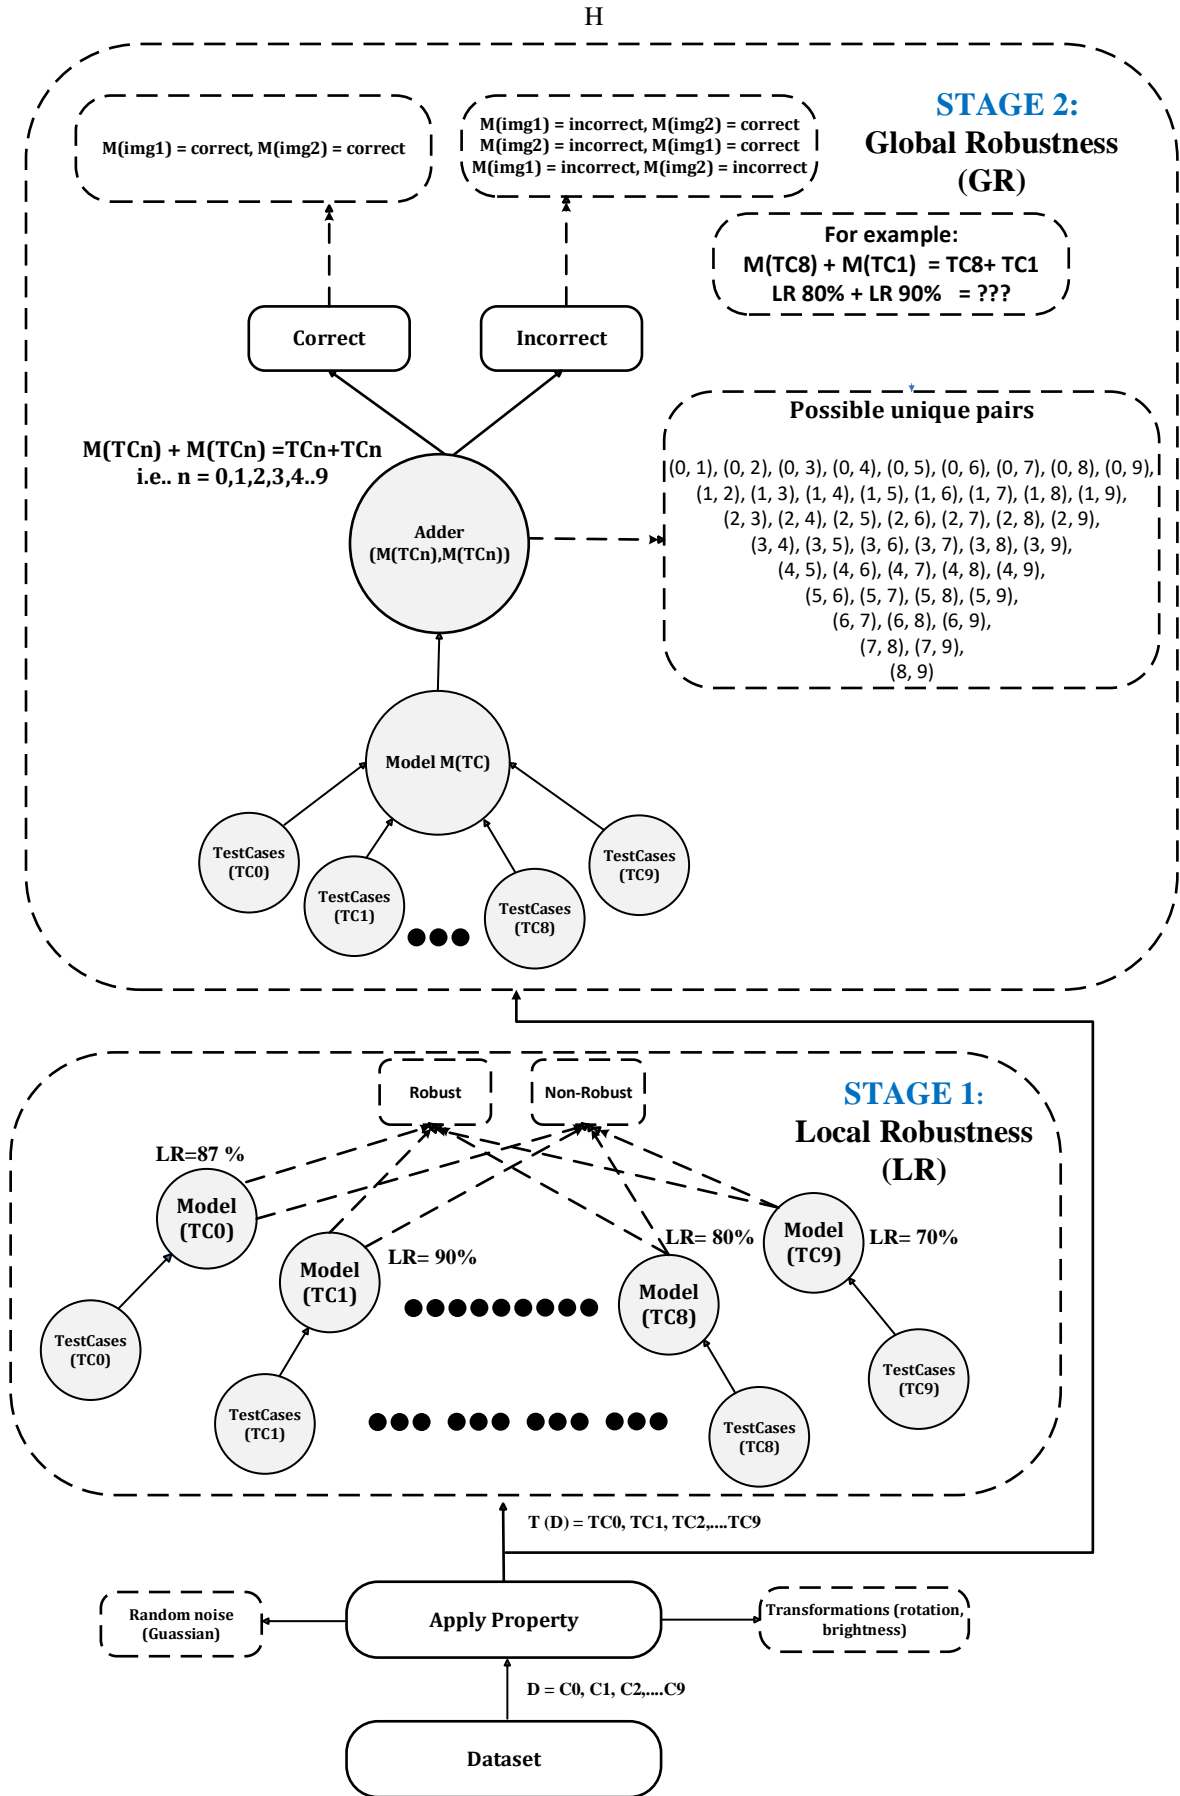 H
STAGE 2:
Global Robustness
(GR)
M(img1) = correct, M(img2) = correct
M(img1) = incorrect, M(img2) = correct
M(img2) = incorrect, M(img1) = correct
M(img1) = incorrect, M(img2) = incorrect
For example:
M(TC8) + M(TC1) = TC8+ TC1
LR 80% + LR 90% = ???
Correct
Incorrect
Possible unique pairs
(0, 1), (0, 2), (0, 3), (0, 4), (0, 5), (0, 6), (0, 7), (0, 8), (0, 9),
(1, 2), (1, 3), (1, 4), (1, 5), (1, 6), (1, 7), (1, 8), (1, 9),
(2, 3), (2, 4), (2, 5), (2, 6), (2, 7), (2, 8), (2, 9),
(3, 4), (3, 5), (3, 6), (3, 7), (3, 8), (3, 9),
(4, 5), (4, 6), (4, 7), (4, 8), (4, 9),
(5, 6), (5, 7), (5, 8), (5, 9),
(6, 7), (6, 8), (6, 9),
(7, 8), (7, 9),
(8, 9)
M(TCn) + M(TCn) =TCn+TCn
i.e.. n = 0,1,2,3,4..9
Adder
(M(TCn),M(TCn))
Model M(TC)
TestCases
(TC0)
TestCases
(TC1)
TestCases
(TC8)
TestCases
(TC9)
STAGE 1:
Local Robustness
(LR)
Robust
Non-Robust
LR=87 %
Model
(TC0)
LR= 90%
Model
(TC1)
LR= 80%
Model
(TC8)
Model
(TC9)
LR= 70%
TestCases
(TC0)
TestCases
(TC1)
TestCases
(TC8)
TestCases
(TC9)
T (D) = TC0, TC1, TC2,....TC9
Random noise
(Guassian)
Apply Property
Transformations (rotation,
brightness)
D = C0, C1, C2,....C9
Dataset